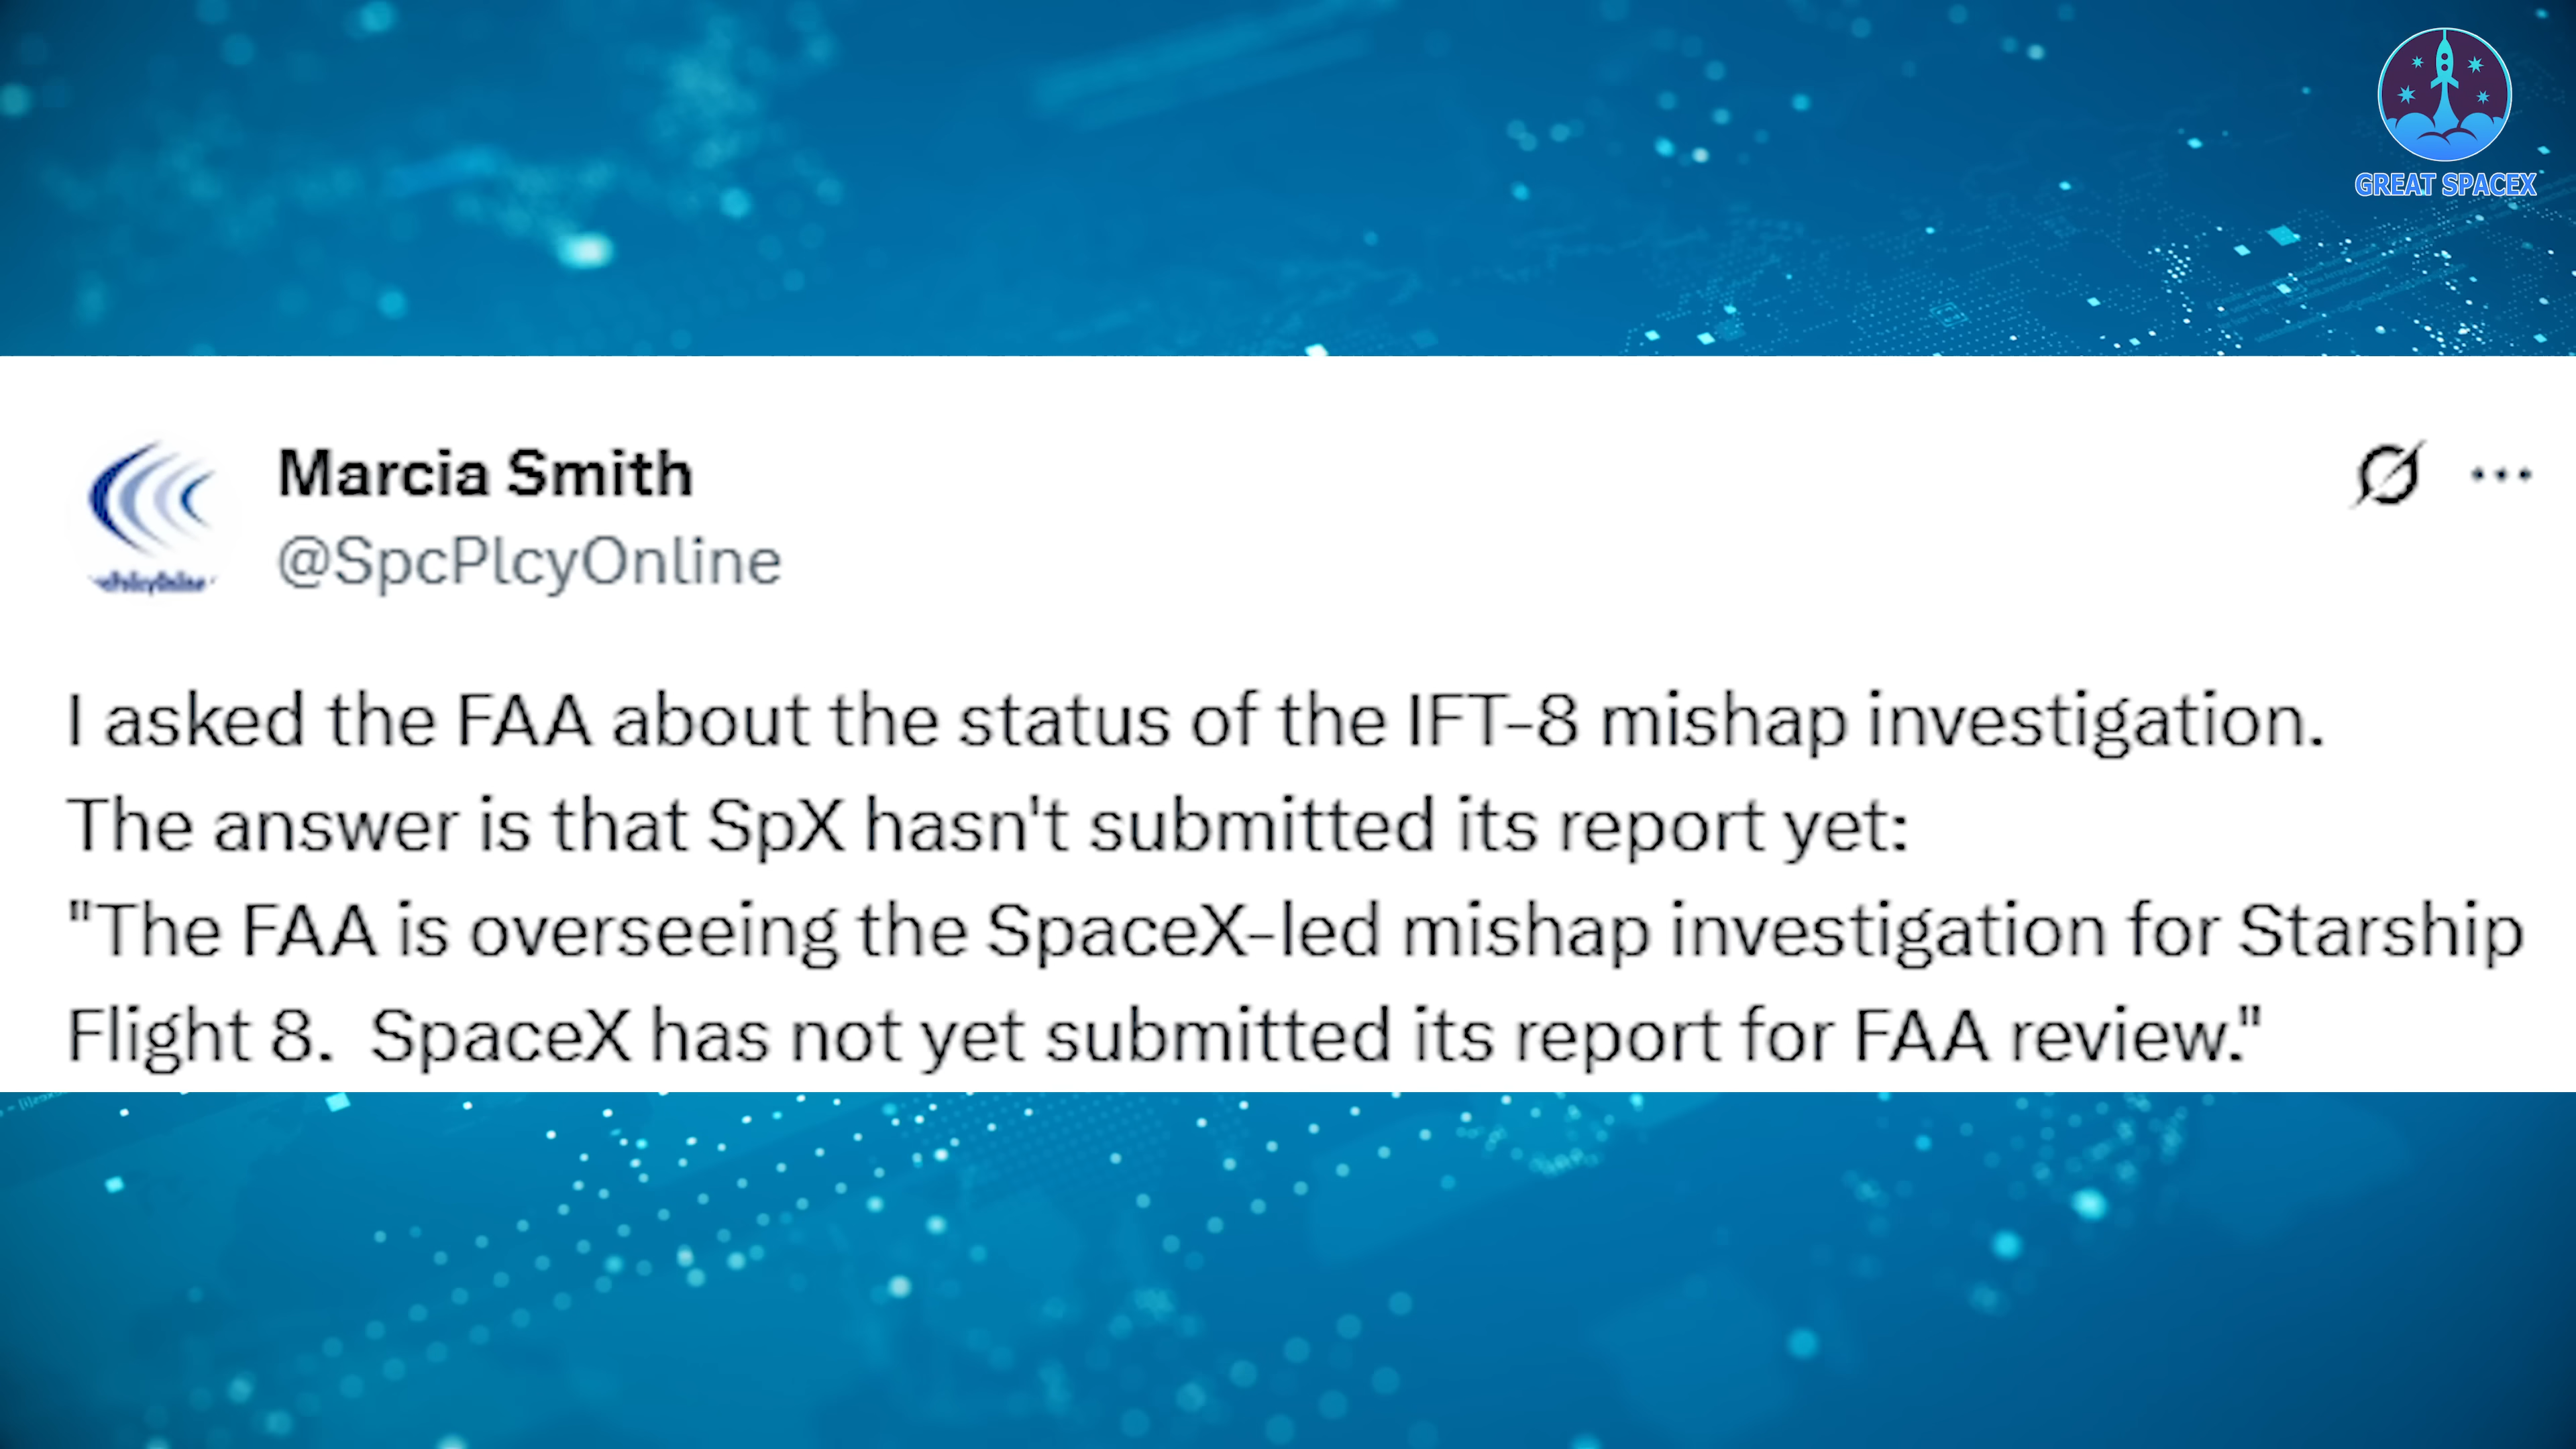 GREAT SPACEX
Marcia Smith
@SpcPlcyOnline
I asked the FAA about the status of the IFT-8 mishap investigation.
The answer is that SpX hasn't submitted its report yet:
"The FAA is overseeing the SpaceX-led mishap investigation for Starship
Flight 8.  SpaceX has not yet submitted its report for FAA review."